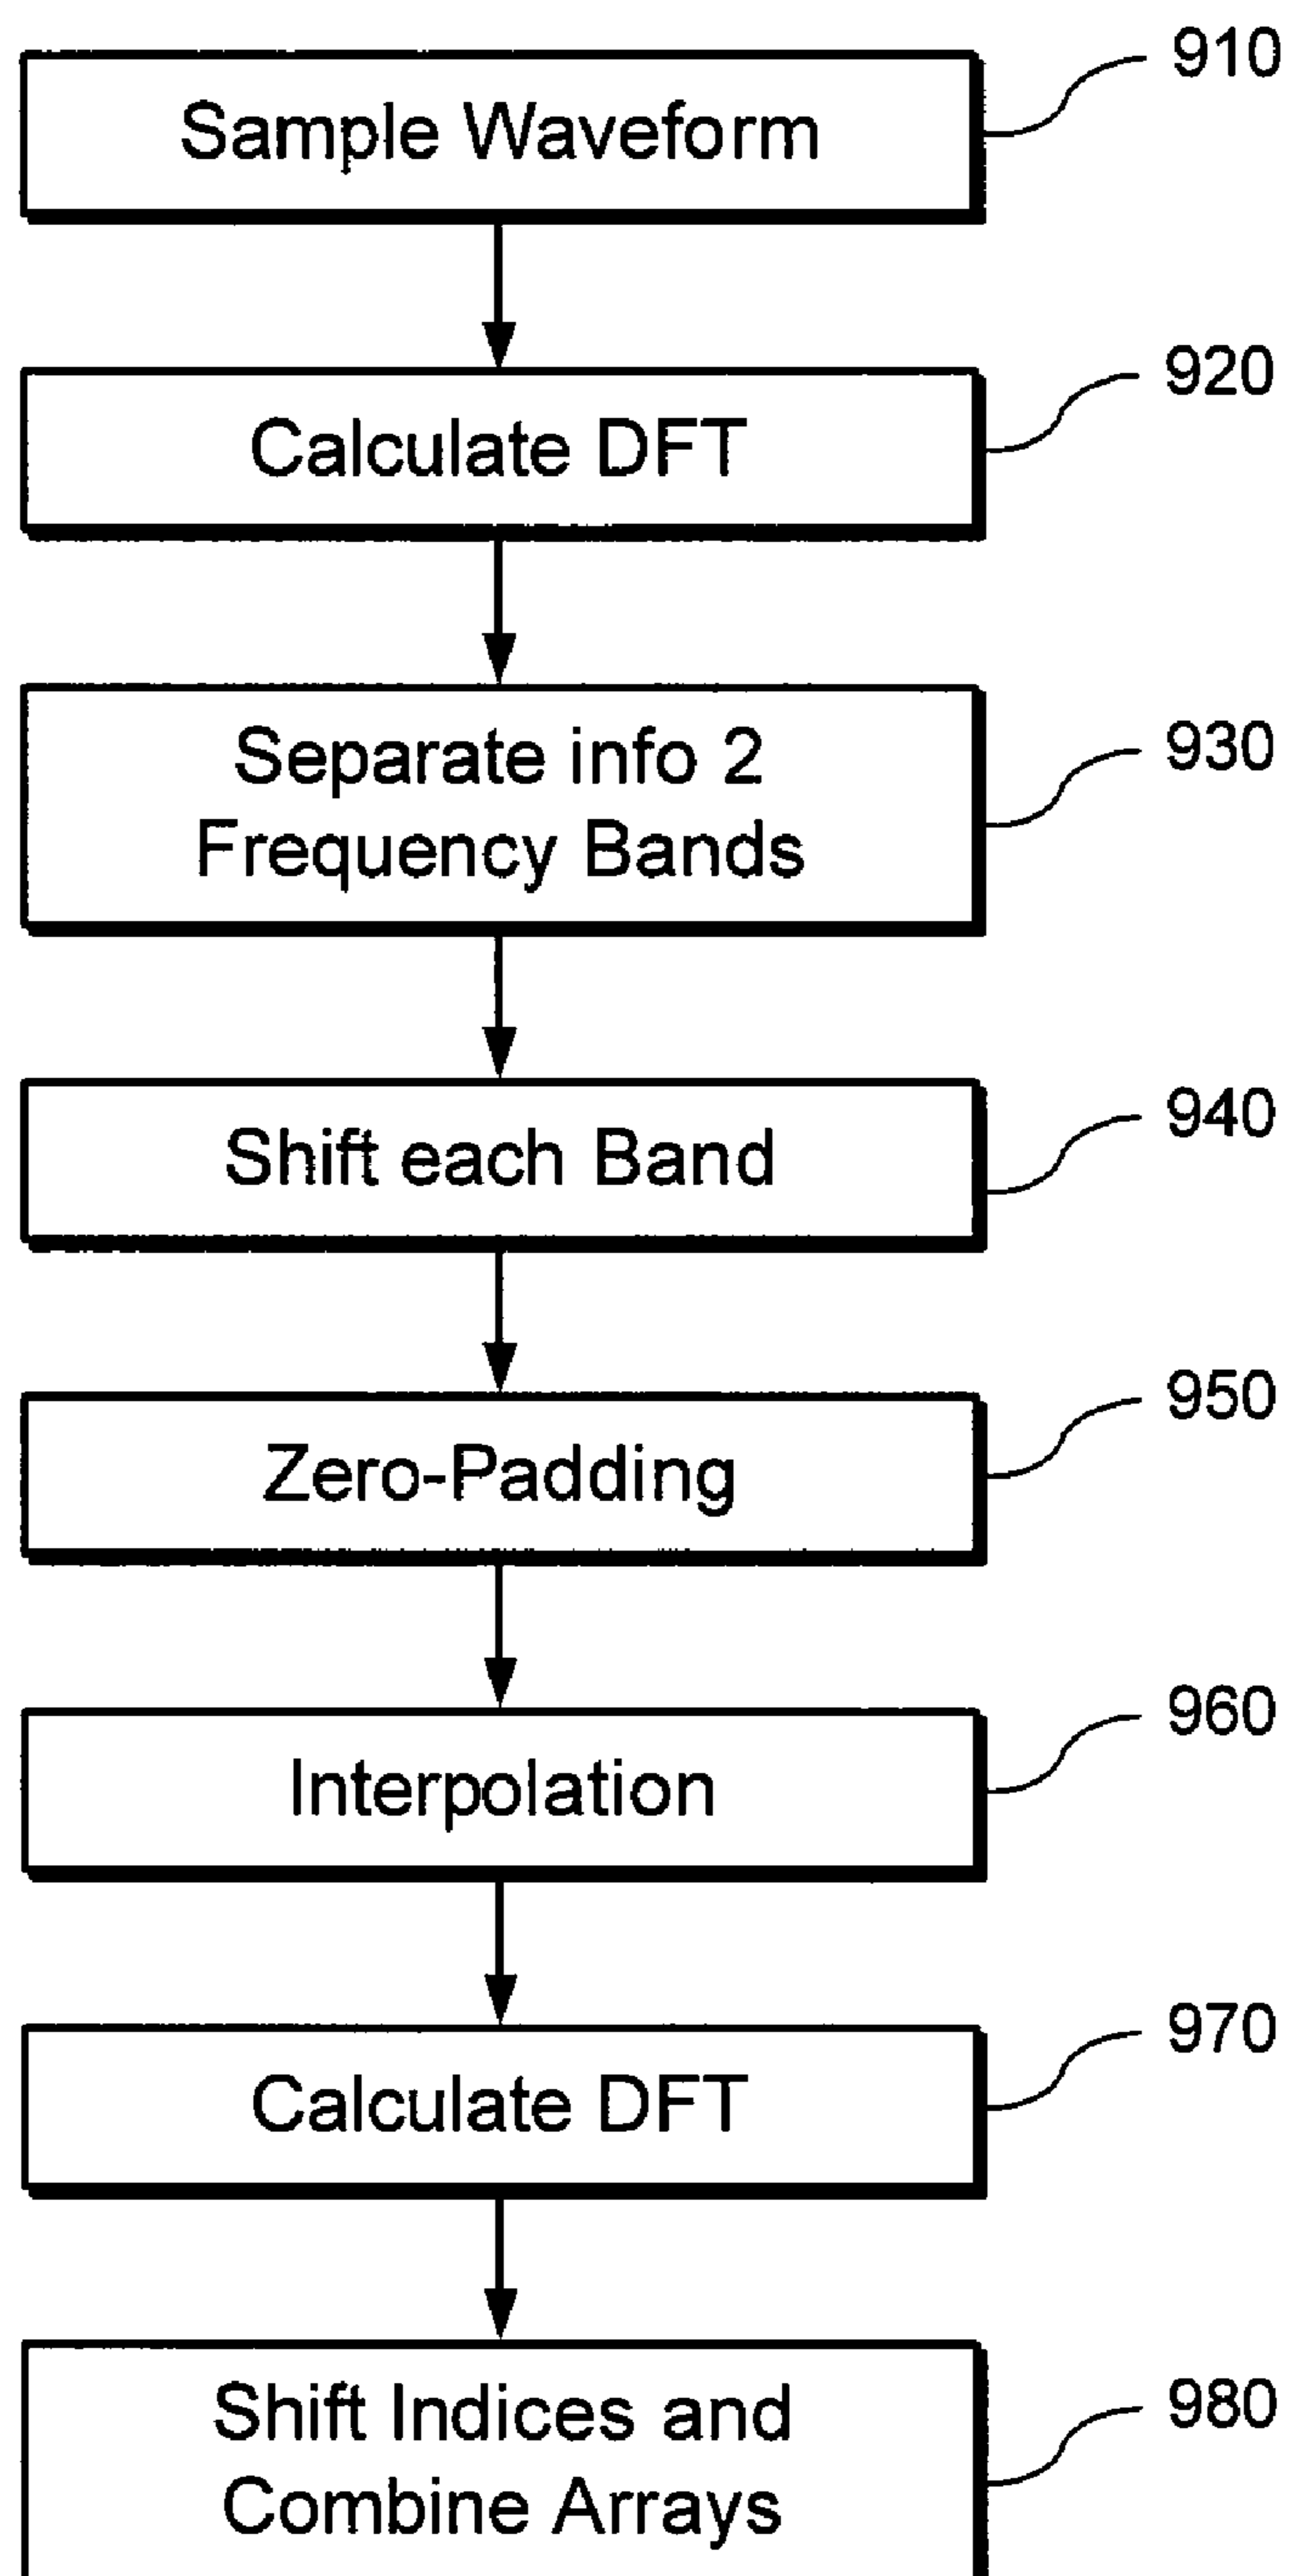 Sample Waveform
910
Calculate DFT
920
Separate info 2
Frequency Bands
930
Shift each Band
940
Zero-Padding
950
Interpolation
960
Calculate DFT
970
Shift Indices and
Combine Arrays
980